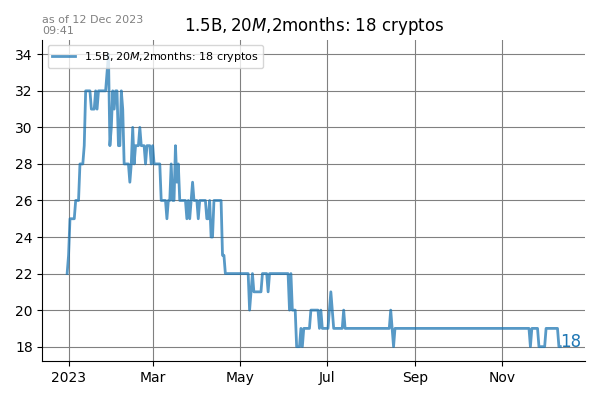 as of 12 Dec 2023
09:41
1.5B, 20M,2months: 18 cryptos
1.5B, 20M,2months: 18 cryptos
34
32
30
28
26
24
22
20
18
18
2023 Mar May Jul Sep Nov